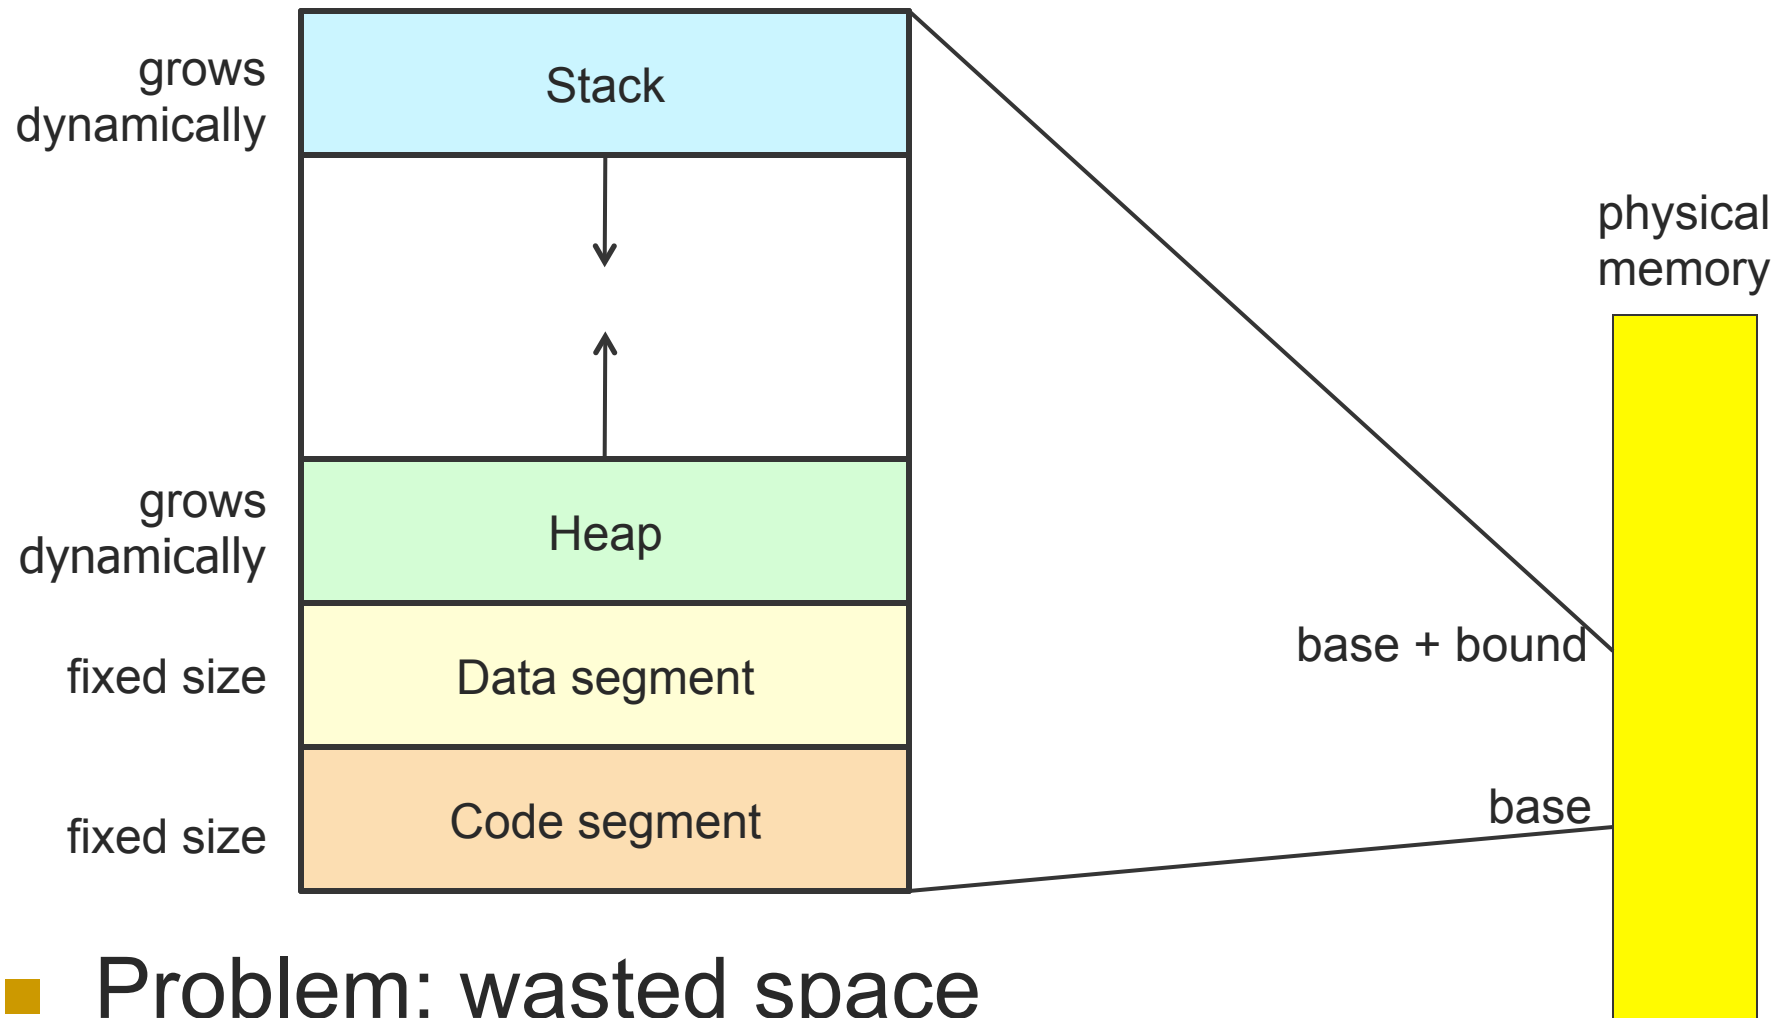 grows
dynamically
Stack
physical
memory
grows
dynamically
Heap
base + bound
fixed size
Data segment
base
fixed size
Code segment
Problem: wasted space